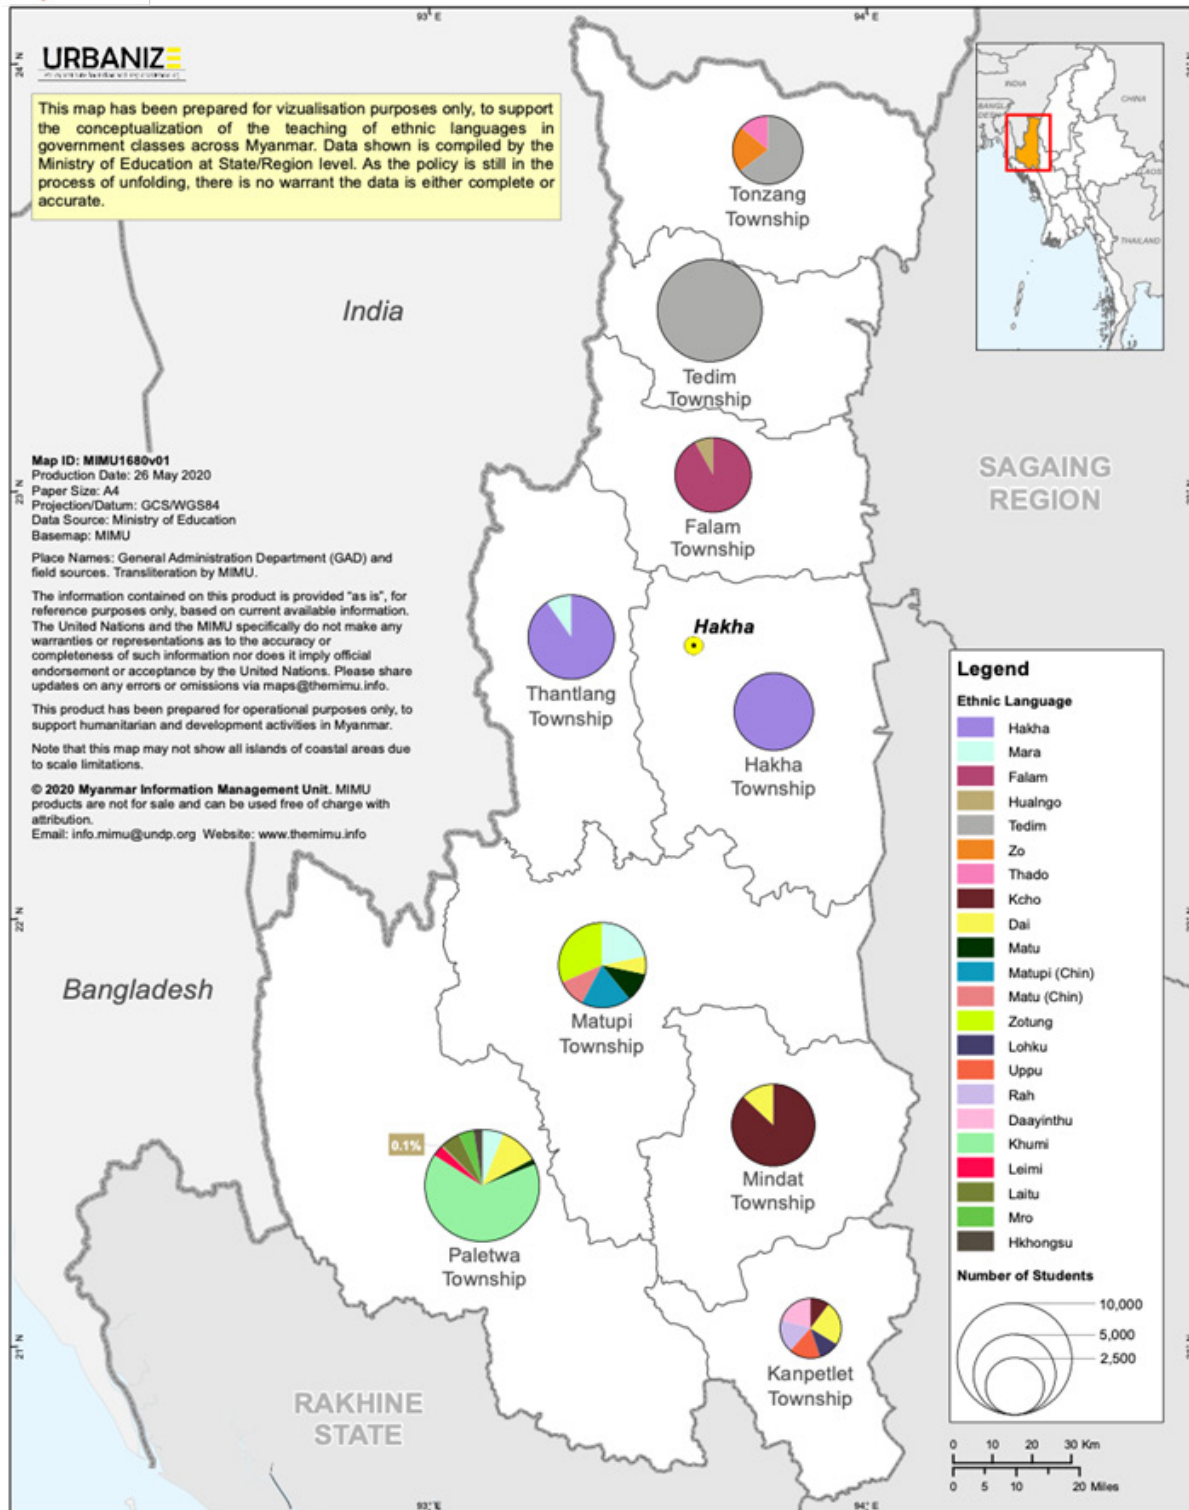 93° E
94° E
24° N
URBANIZE
This map has been prepared for vizualisation purposes only, to support
the conceptualization of the teaching of ethnic languages in
government classes across Myanmar. Data shown is compiled by the
Ministry of Education at State/Region level. As the policy is still in the
process of unfolding, there is no warrant the data is either complete or
accurate.
INDIA
CHINA
BANGLA
DESH
LAOS
THAILAND
Tonzang
Township
India
Tedim
Township
Map ID: MIMU1680v01
Production Date: 26 May 2020
Paper Size: A4
Projection/Datum: GCS/WGS84
Data Source: Ministry of Education
Basemap: MIMU
Place Names: General Administration Department (GAD) and
field sources. Transliteration by MIMU.
The information contained on this product is provided “as is”, for
reference purposes only, based on current available information.
The United Nations and the MIMU specifically do not make any
warranties or representations as to the accuracy or
completeness of such information nor does it imply official
endorsement or acceptance by the United Nations. Please share
updates on any errors or omissions via maps@themimu.info.
This product has been prepared for operational purposes only, to
support humanitarian and development activities in Myanmar.
Note that this map may not show all islands of coastal areas due
to scale limitations.
© 2020 Myanmar Information Management Unit. MIMU
products are not for sale and can be used free of charge with
attribution.
Email: info.mimu@undp.org Website: www.themimu.info
23° N
SAGAING
REGION
Falam
Township
Hakha
Thantlang
Township
Hakha
Township
22° N
Bangladesh
Matupi
Township
0.1%
Mindat
Township
Paletwa
Township
Kanpetlet
Township
21° N
RAKHINE
STATE
Legend
Ethnic Language
Hakha
Mara
Falam
Hualngo
Tedim
Zo
Thado
Kcho
Dai
Matu
Matupi (Chin)
Matu (Chin)
Zotung
Lohku
Uppu
Rah
Daayinthu
Khumi
Leimi
Laitu
Mro
Hkhongsu
Number of Students
10,000
5,000
2,500
0 10 20 30 Km
0 5 10 20 Miles
93° E
94° E